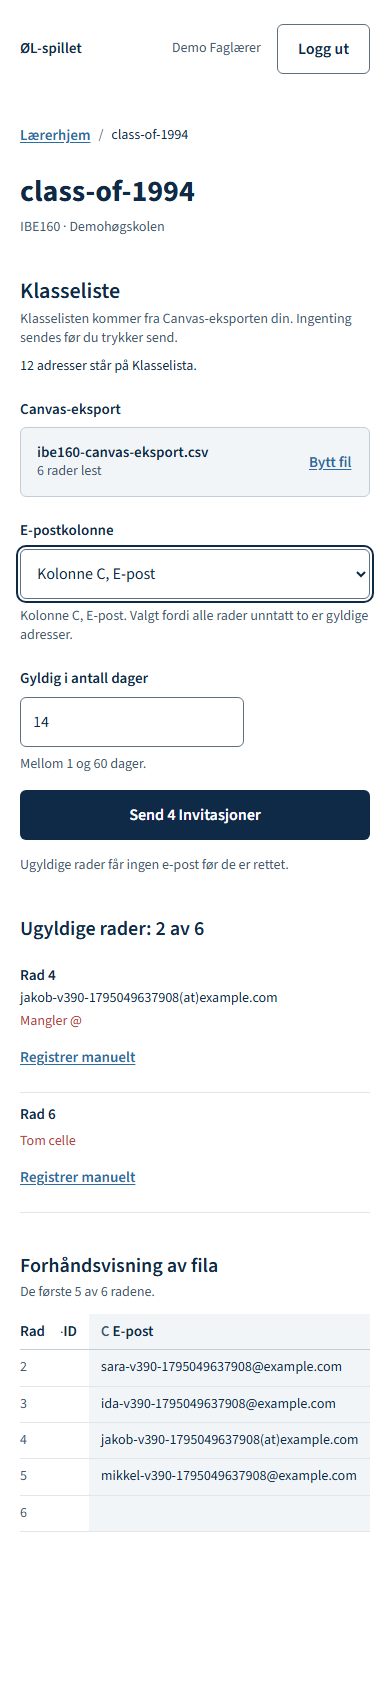 ØL-spillet
Demo Faglærer
Logg ut
Lærerhjem / class-of-1994
class-of-1994
IBE160 · Demohøgskolen
Klasseliste
Klasselisten kommer fra Canvas-eksporten din. Ingenting
sendes før du trykker send.
12 adresser står på Klasselista.
Canvas-eksport
ibe160-canvas-eksport.csv
6 rader lest
Bytt fil
E-postkolonne
Kolonne C, E-post
Kolonne C, E-post. Valgt fordi alle rader unntatt to er gyldige
adresser.
Gyldig i antall dager
14
Mellom 1 og 60 dager.
Send 4 Invitasjoner
Ugyldige rader får ingen e-post før de er rettet.
Ugyldige rader: 2 av 6
Rad 4
jakob-v390-1795049637908(at)example.com
Mangler @
Registrer manuelt
Rad 6
Tom celle
Registrer manuelt
Forhåndsvisning av fila
De første 5 av 6 radene.
Rad -ID C E-post
2 sara-v390-1795049637908@example.com
3 ida-v390-1795049637908@example.com
4 jakob-v390-1795049637908(at)example.com
5 mikkel-v390-1795049637908@example.com
6